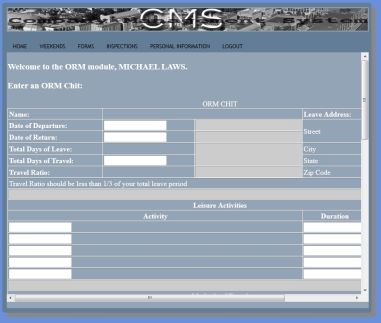 CMS
HOME WEEKENDS FORMS INSPECTIONS PERSONAL INFORMATION LOGOUT
Welcome to the ORM module, MICHAEL LAWS.
Enter an ORM Chit:
ORM CHIT
Name: Leave Address:
Date of Departure: Street
Date of Return:
Total Days of Leave: City
Total Days of Travel: State
Travel Ratio: Zip Code
Travel Ratio should be less than 1/3 of your total leave period
Leisure Activities
Activity Duration